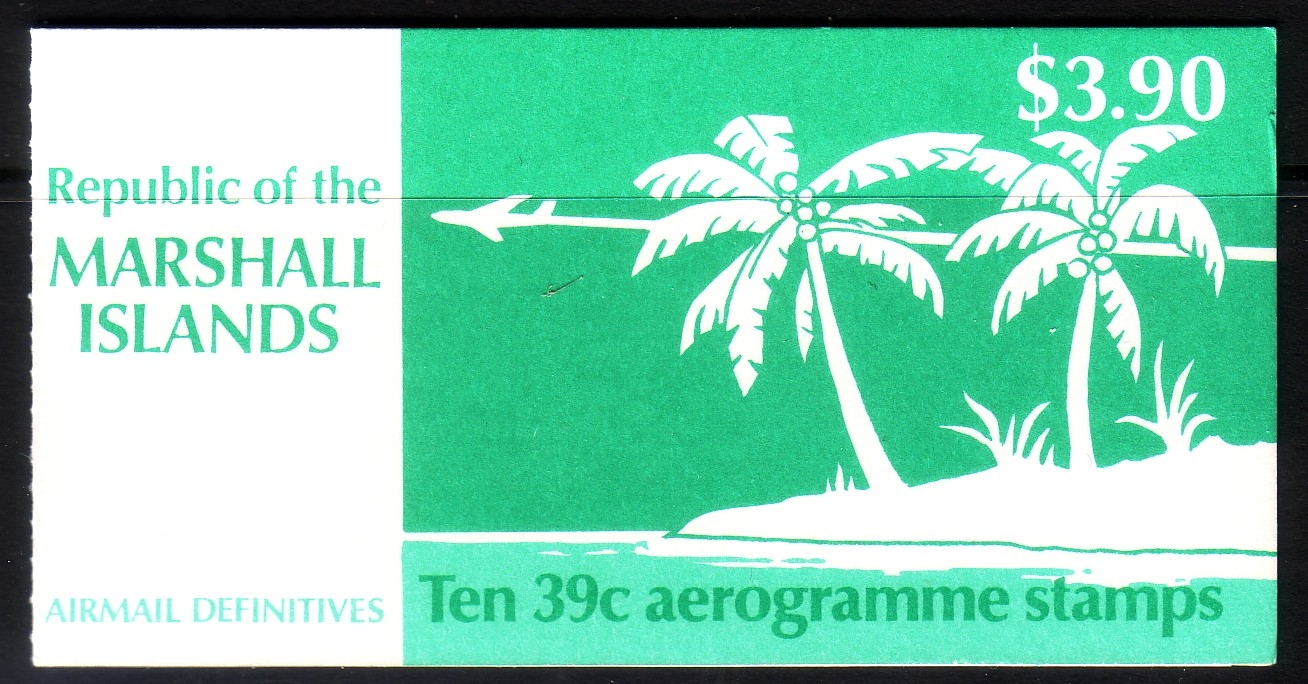 Republic of the
MARSHALL
ISLANDS
AIRMAIL DEFINITIVES
$3.90
Ten 39c aerogramme stamps